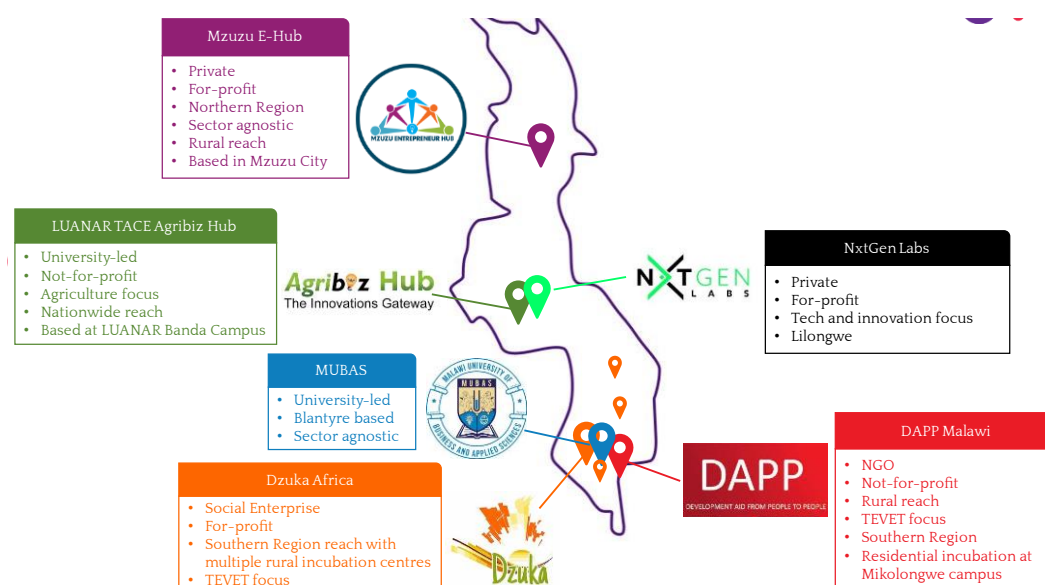 Mzuzu E-Hub
• Private
• For-profit
• Northern Region
• Sector agnostic
• Rural reach
• Based in Mzuzu City
MZUZU ENTREPRENEUR HUB
LUANAR TACE Agribiz Hub
• University-led
• Not-for-profit
• Agriculture focus
• Nationwide reach
• Based at LUANAR Banda Campus
Agribiz Hub
The Innovations Gateway
NXTGEN
LABS
NxtGen Labs
• Private
• For-profit
• Tech and innovation focus
• Lilongwe
MUBAS
• University-led
• Blantyre based
• Sector agnostic
MALAWI UNIVERSITY OF
MUBAS
BUSINESS AND APPLIED SCIENCES
Dzuka Africa
• Social Enterprise
• For-profit
• Southern Region reach with
multiple rural incubation centres
• TEVET focus
Dzuka
DAPP
DEVELOPMENT AID FROM PEOPLE TO PEOPLE
DAPP Malawi
• NGO
• Not-for-profit
• Rural reach
• TEVET focus
• Southern Region
• Residential incubation at
Mikolongwe campus